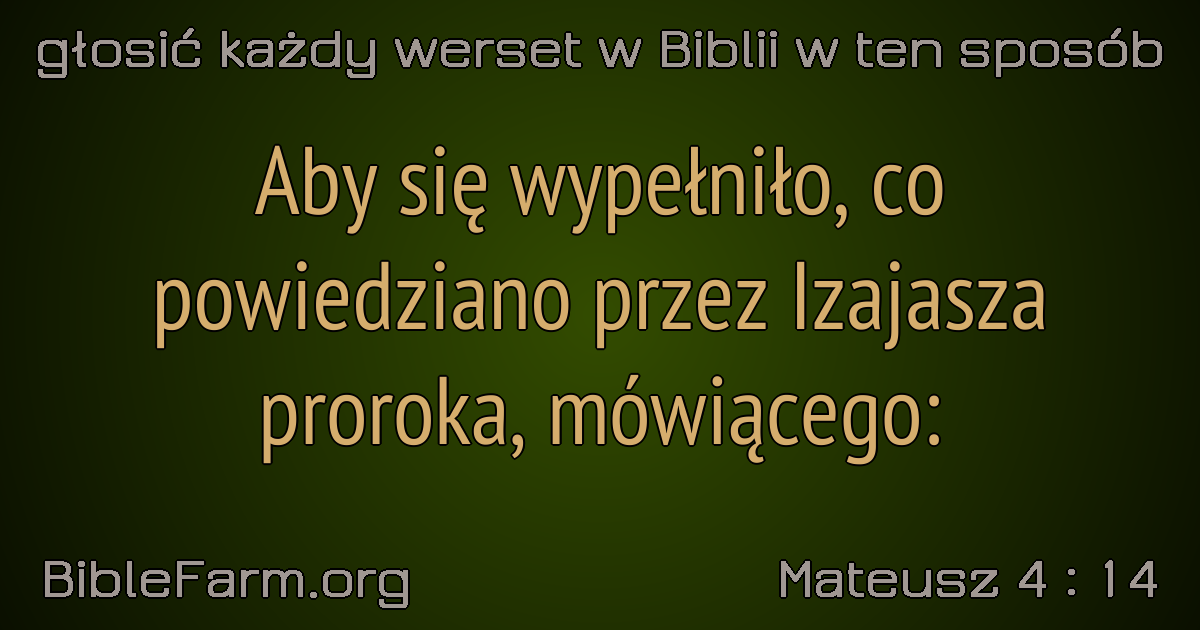 głosić każdy werset w Biblii w ten sposób
Aby się wypełniło, co
powiedziano przez Izajasza
proroka, mówiącego:
BibleFarm.org
Mateusz 4 : 14